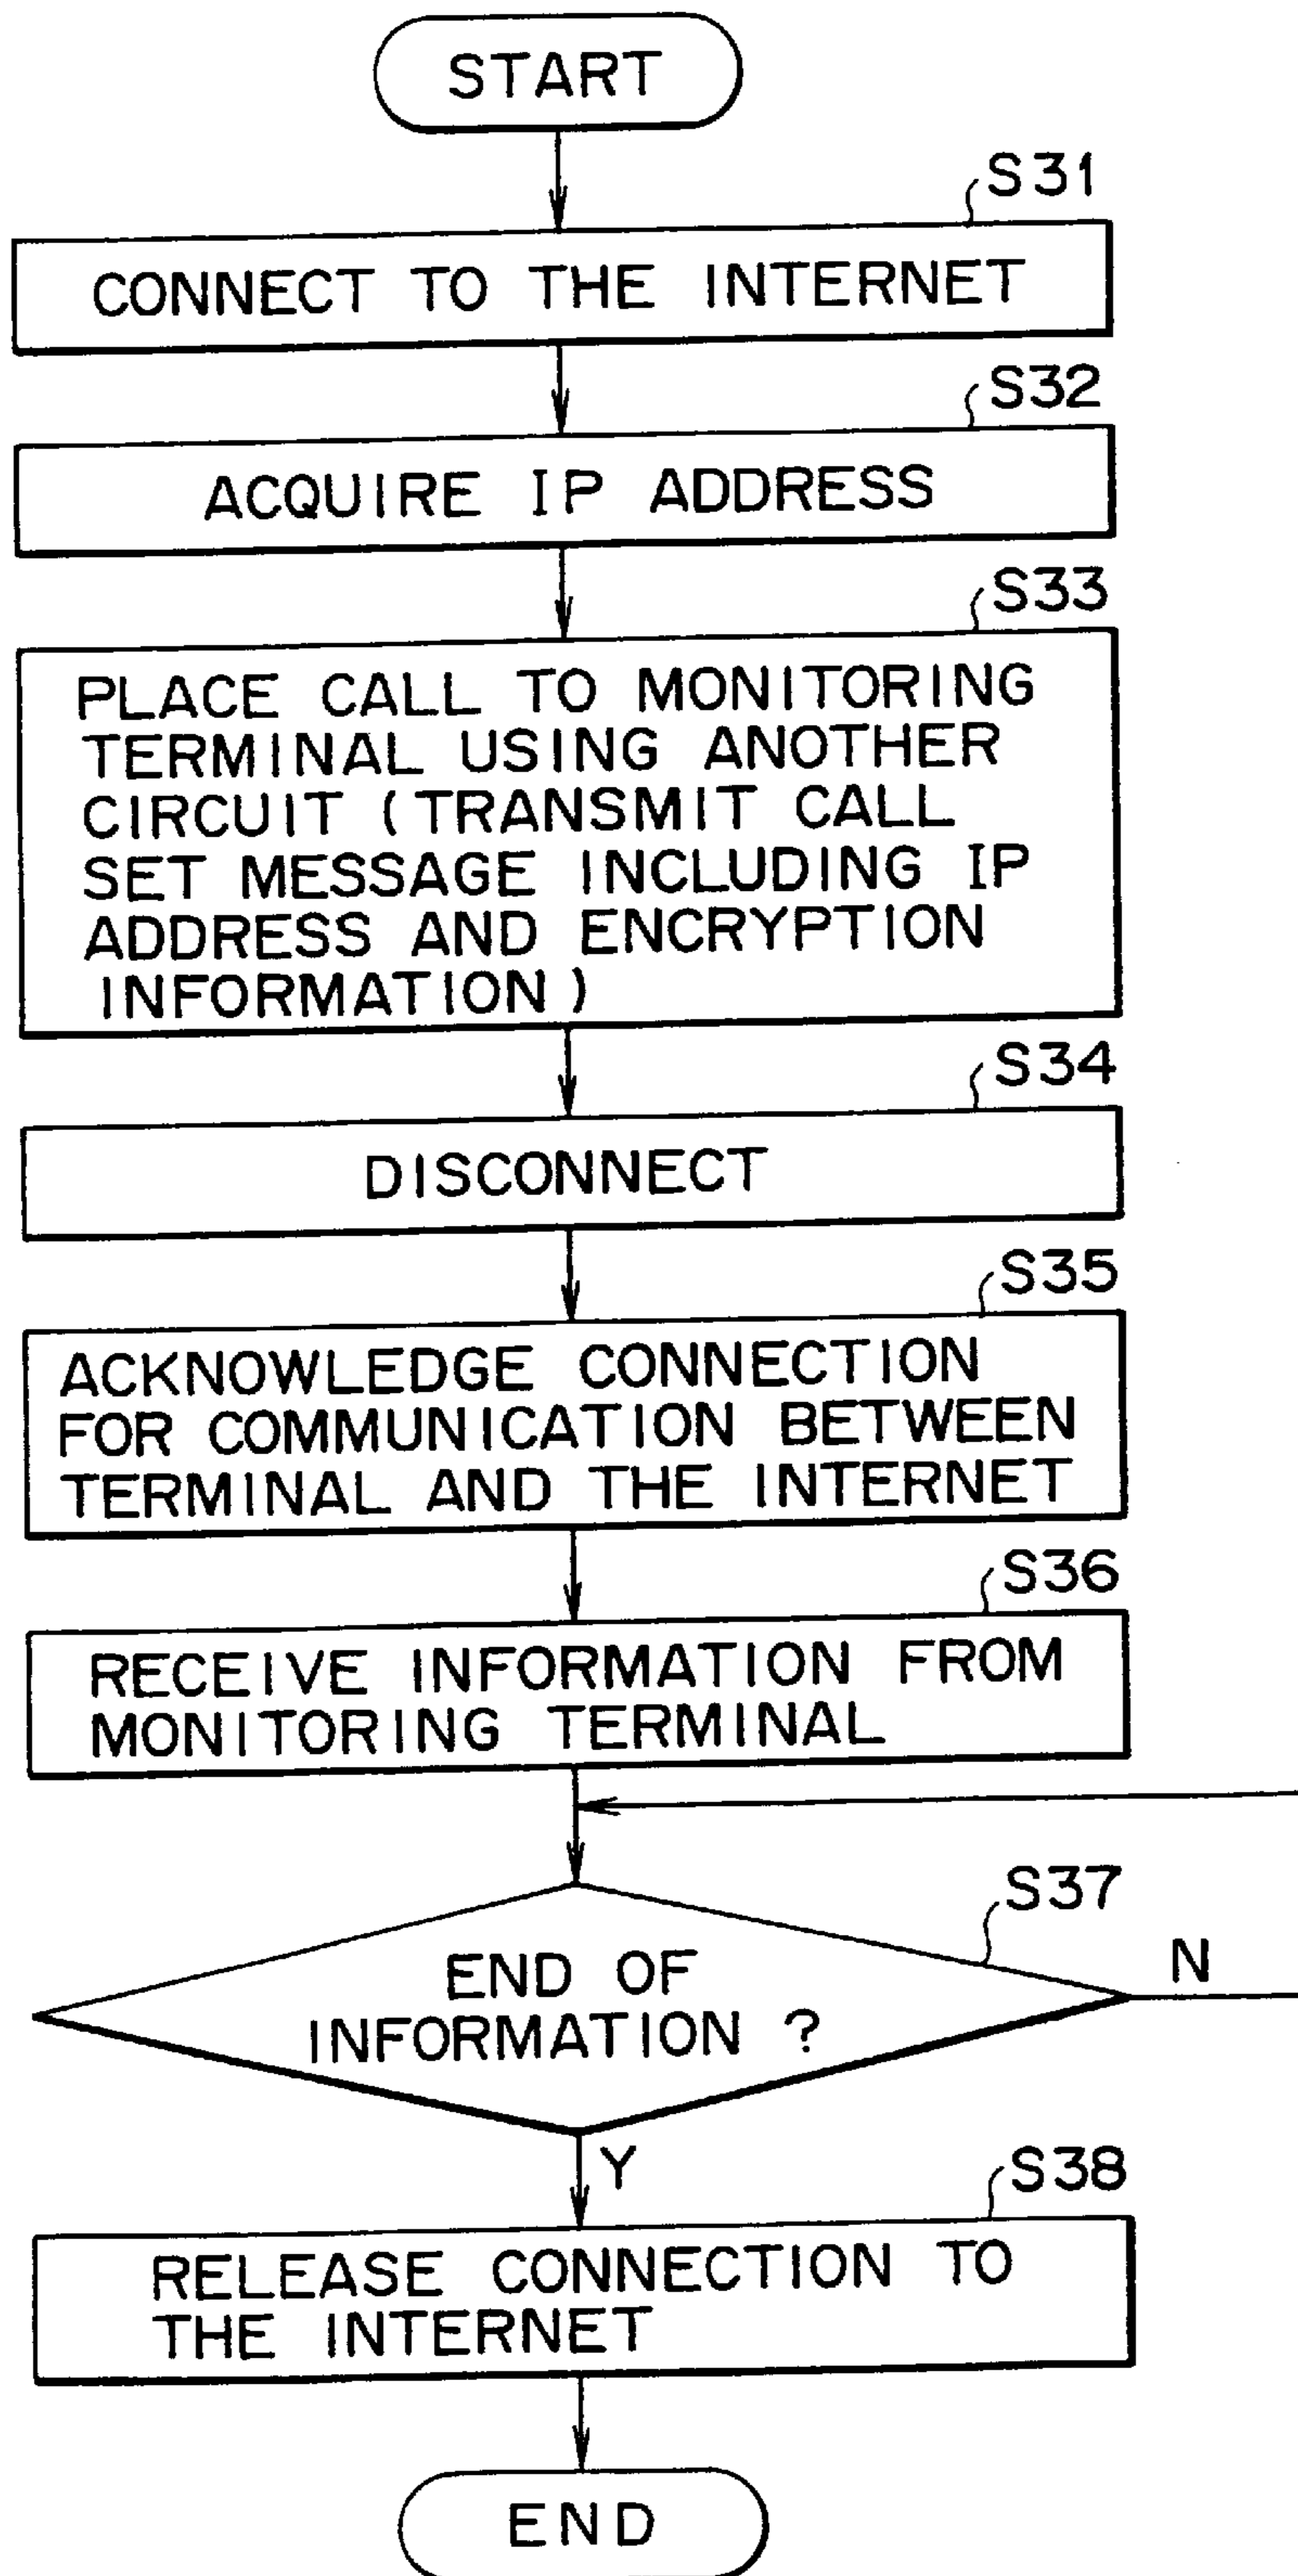 START
S31
CONNECT TO THE INTERNET
S32
ACQUIRE IP ADDRESS
S33
PLACE CALL TO MONITORING
TERMINAL USING ANOTHER
CIRCUIT (TRANSMIT CALL
SET MESSAGE INCLUDING IP
ADDRESS AND ENCRYPTION
INFORMATION)
S34
DISCONNECT
S35
ACKNOWLEDGE CONNECTION
FOR COMMUNICATION BETWEEN
TERMINAL AND THE INTERNET
S36
RECEIVE INFORMATION FROM
MONITORING TERMINAL
S37
END OF
INFORMATION ?
N
Y
S38
RELEASE CONNECTION TO
THE INTERNET
END